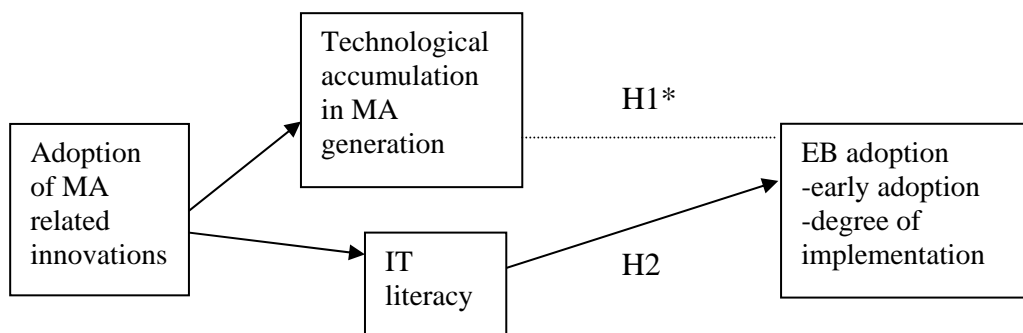 Technological
accumulation
in MA
generation
H1*
Adoption
of MA
related
innovations
EB adoption
-early adoption
-degree of
implementation
IT
literacy
H2